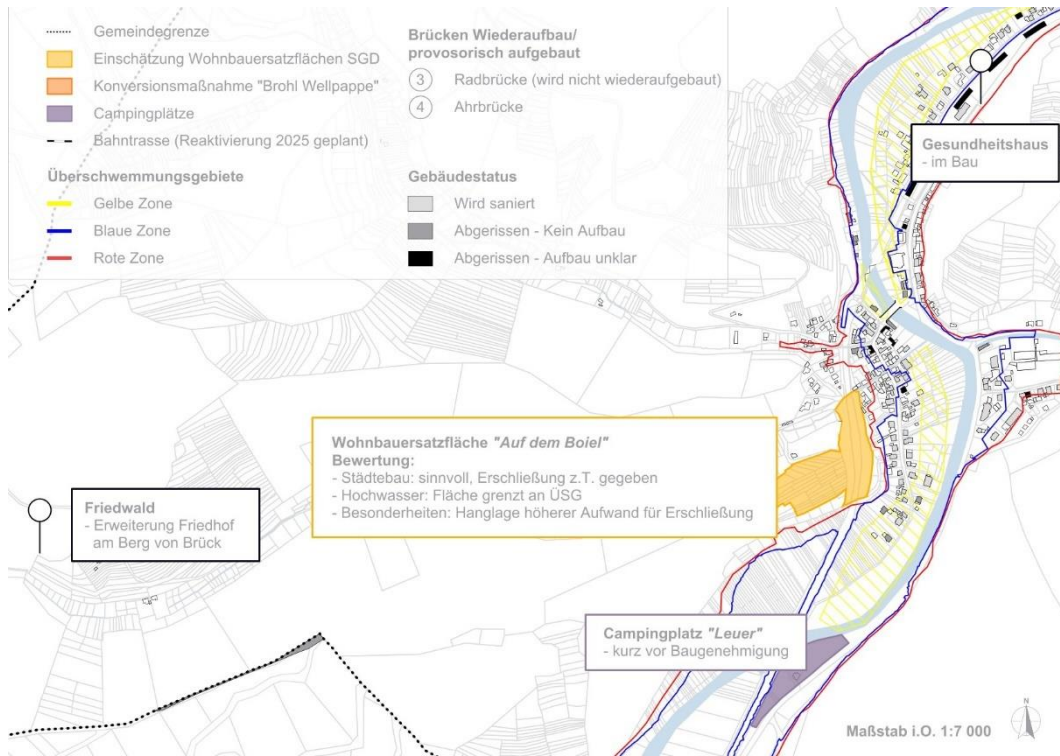 Gemeindegrenze
Einschätzung Wohnbauersatzflächen SGD
Konversionsmaßnahme "Brohl Wellpappe"
Campingplätze
Bahntrasse (Reaktivierung 2025 geplant)
Überschwemmungsgebiete
Gelbe Zone
Blaue Zone
Rote Zone
Brücken Wiederaufbau/
provosorisch aufgebaut
3 Radbrücke (wird nicht wiederaufgebaut)
4 Ahrbrücke
Gebäudestatus
Wird saniert
Abgerissen - Kein Aufbau
Abgerissen - Aufbau unklar
Gesundheitshaus
- im Bau
Wohnbauersatzfläche "Auf dem Boiel"
Bewertung:
- Städtebau: sinnvoll, Erschließung z.T. gegeben
- Hochwasser: Fläche grenzt an ÜSG
- Besonderheiten: Hanglage höherer Aufwand für Erschließung
Friedwald
- Erweiterung Friedhof
am Berg von Brück
Campingplatz "Leuer"
- kurz vor Baugenehmigung
Maßstab i.O. 1:7 000
N